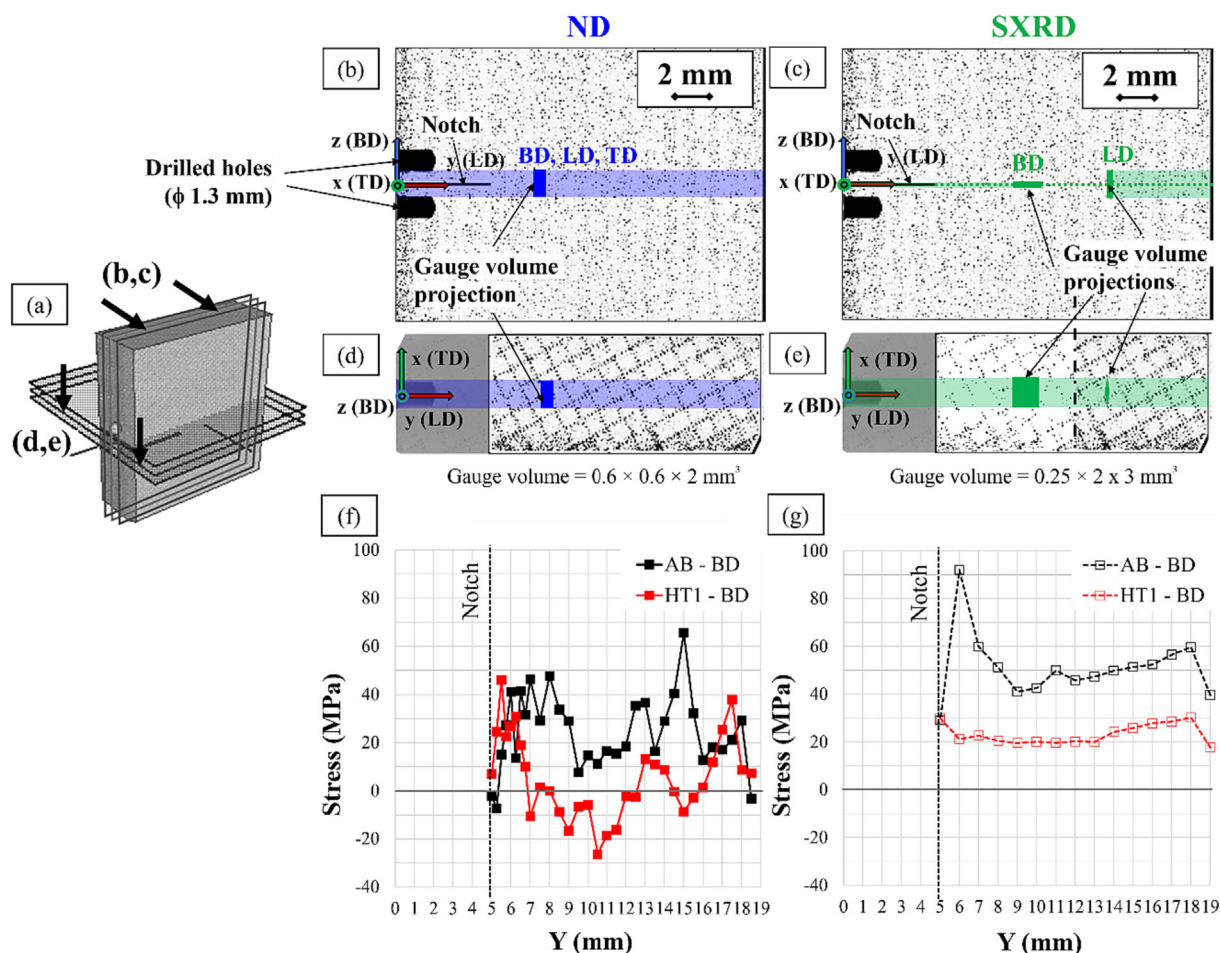 ND
SXRD
(b)
2 mm
(c)
2 mm
z (BD)
Notch
y (LD)
BD, LD, TD
Drilled holes
(ϕ 1.3 mm)
x (TD)
z (BD)
Notch
y (LD)
BD
LD
x (TD)
Gauge volume
projection
Gauge volume
projections
(a)
(b,c)
(d,e)
(d)
x (TD)
z (BD)
y (LD)
(e)
x (TD)
z (BD)
y (LD)
Gauge volume = 0.6 × 0.6 × 2 mm³
Gauge volume = 0.25 × 2 x 3 mm³
(f)
Stress (MPa)
100
80
60
40
20
0
-20
-40
Notch
AB - BD
HT1 - BD
0 1 2 3 4 5 6 7 8 9 10 11 12 13 14 15 16 17 18 19
Y (mm)
(g)
Stress (MPa)
100
80
60
40
20
0
-20
-40
Notch
AB - BD
HT1 - BD
0 1 2 3 4 5 6 7 8 9 10 11 12 13 14 15 16 17 18 19
Y (mm)